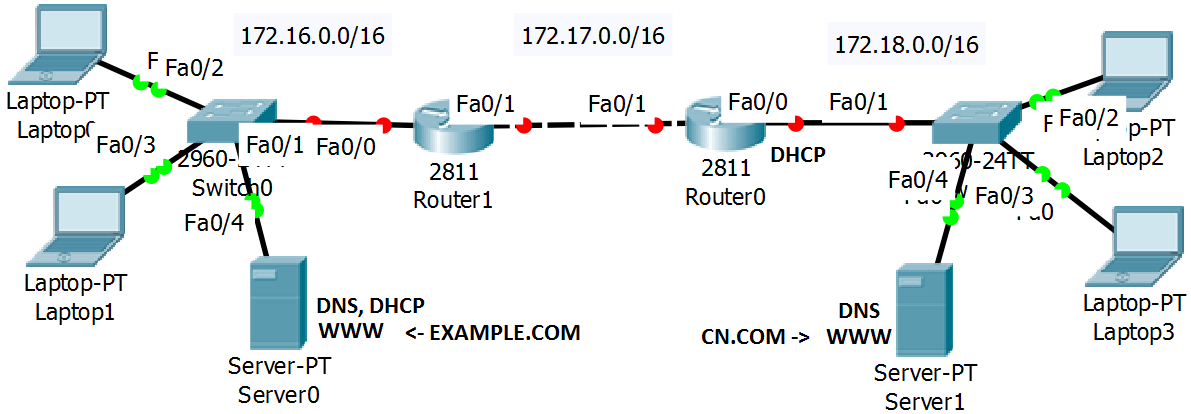 172.16.0.0/16
172.17.0.0/16
172.18.0.0/16
Fa0/2
Laptop-PT
Fa0/3
Fa0/1
Fa0/0
Switch0
Fa0/4
Laptop-PT
Laptop1
Fa0/1
2811
Router1
Fa0/1
Fa0/0
2811
Router0
DHCP
Fa0/1
Fa0/2
Laptop2
Fa0/4
Fa0/3
Laptop-PT
Laptop3
DNS, DHCP
WWW <- EXAMPLE.COM
Server-PT
Server0
DNS
CN.COM -> WWW
Server-PT
Server1